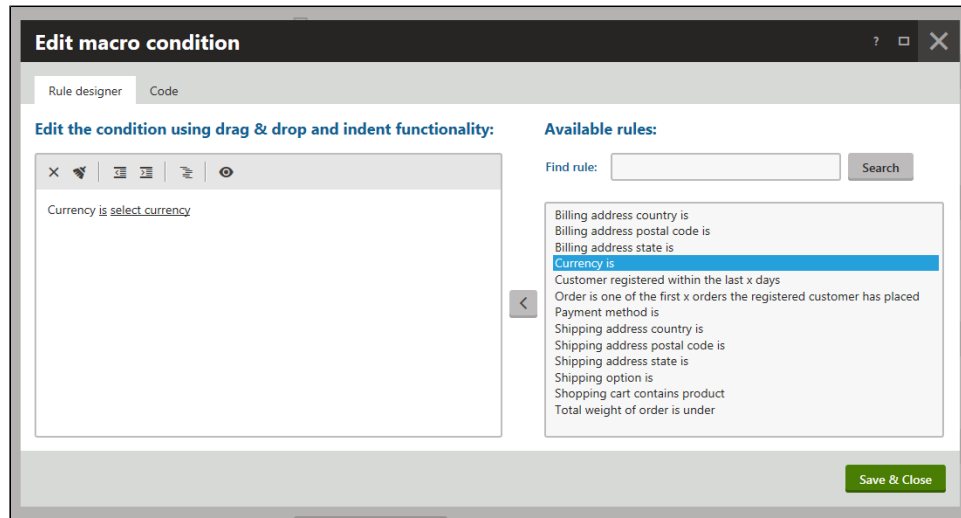 Edit macro condition
?
Rule designer
Code
Edit the condition using drag & drop and indent functionality:
Available rules:
Find rule:
Search
Currency is select currency
Billing address country is
Billing address postal code is
Billing address state is
Currency is
Customer registered within the last x days
Order is one of the first x orders the registered customer has placed
Payment method is
Shipping address country is
Shipping address postal code is
Shipping address state is
Shipping option is
Shopping cart contains product
Total weight of order is under
Save & Close